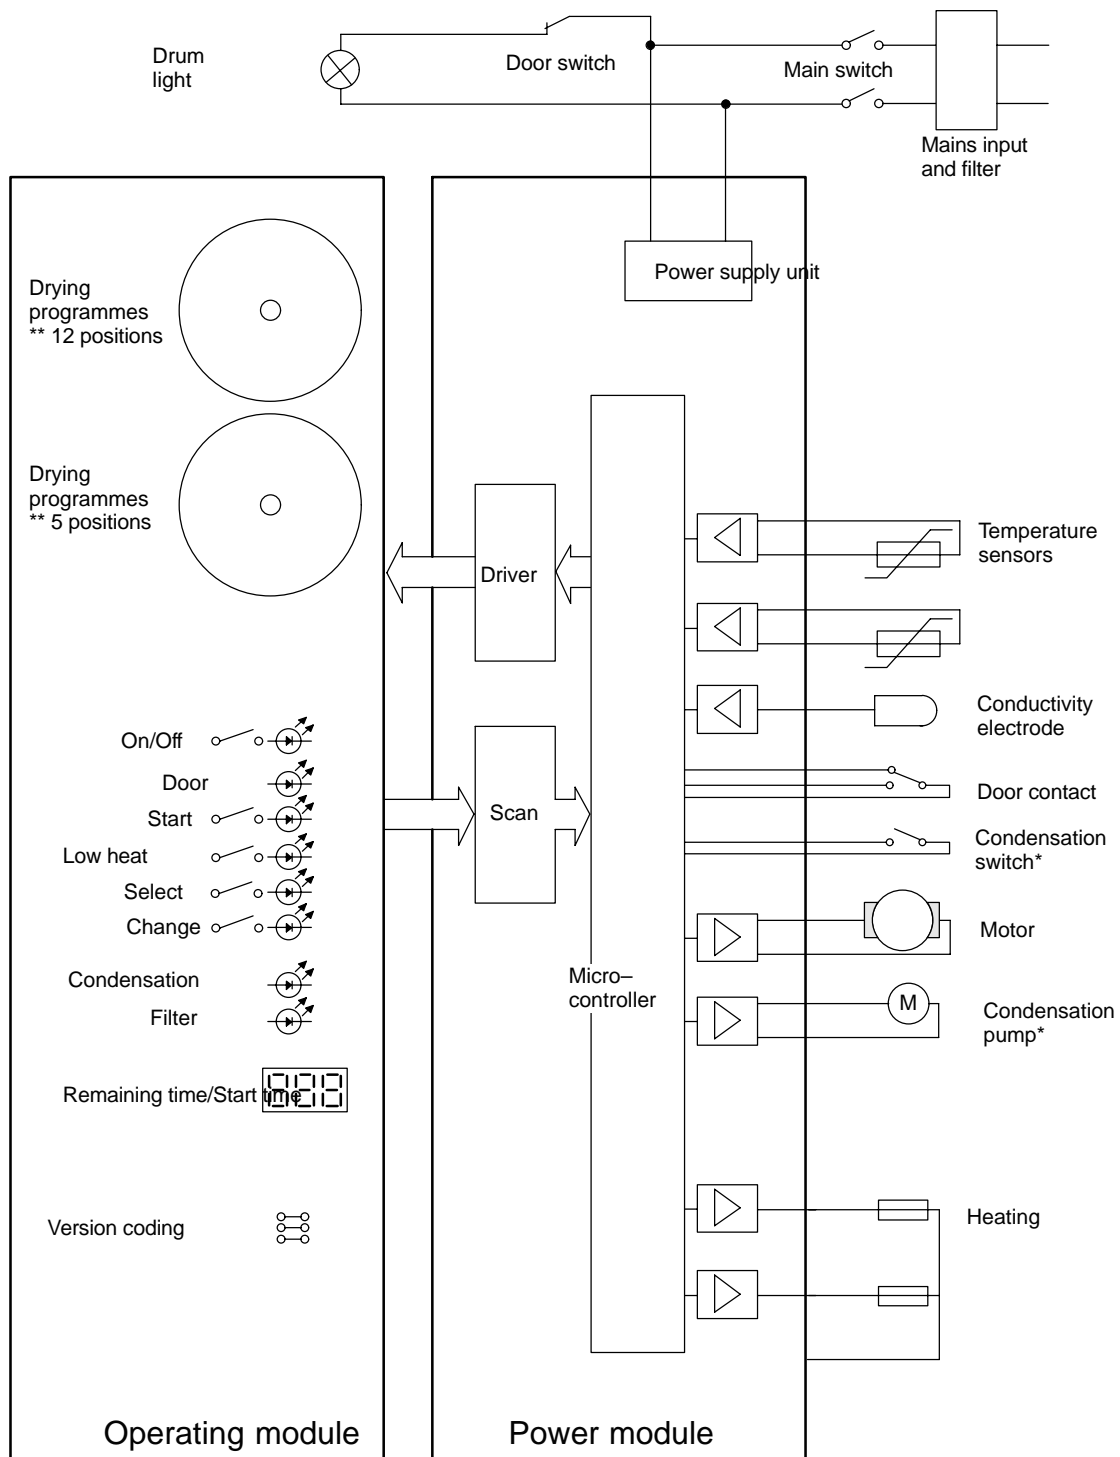 Drum
light
Door switch
Main switch
Mains input
and filter
Power supply unit
Drying
programmes
** 12 positions
Drying
programmes
** 5 positions
Driver
Temperature
sensors
Conductivity
electrode
On/Off
Door
Start
Low heat
Select
Change
Scan
Door contact
Condensation
switch*
Motor
Condensation
Filter
Micro–
controller
M
Condensation
pump*
Remaining time/Start time
888
Version coding
Heating
Operating module
Power module